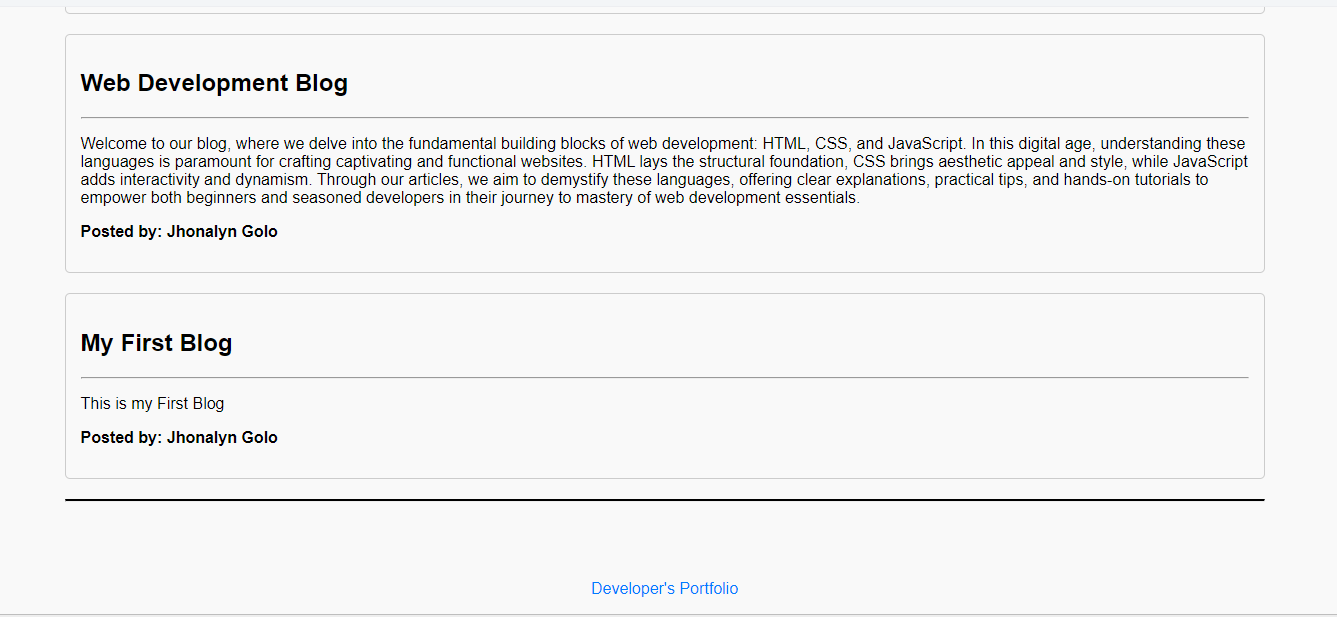 Web Development Blog
Welcome to our blog, where we delve into the fundamental building blocks of web development: HTML, CSS, and JavaScript. In this digital age, understanding these
languages is paramount for crafting captivating and functional websites. HTML lays the structural foundation, CSS brings aesthetic appeal and style, while JavaScript
adds interactivity and dynamism. Through our articles, we aim to demystify these languages, offering clear explanations, practical tips, and hands-on tutorials to
empower both beginners and seasoned developers in their journey to mastery of web development essentials.
Posted by: Jhonalyn Golo
My First Blog
This is my First Blog
Posted by: Jhonalyn Golo
Developer's Portfolio